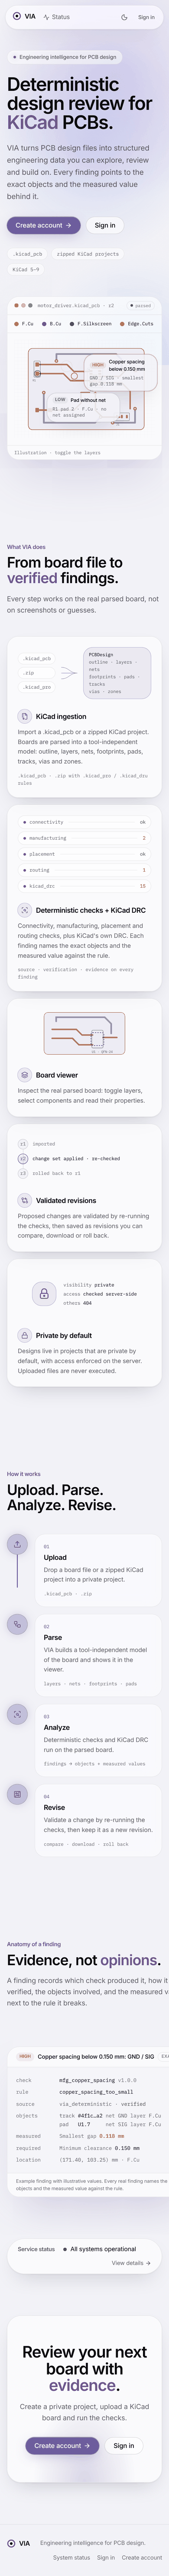 VIA Status Sign in
Engineering intelligence for PCB design
Deterministic
design review for
KiCad PCBs.
VIA turns PCB design files into structured
engineering data you can explore, review
and build on. Every finding points to the
exact objects and the measured value
behind it.
Create account → Sign in
.kicad_pcb zipped KiCad projects
KiCad 5–9
motor_driver.kicad_pcb · r2 parsed
F.Cu B.Cu F.Silkscreen Edge.Cuts
HIGH Copper spacing
below 0.150 mm
GND / SIG · smallest
gap 0.118 mm
LOW Pad without net
R1 pad 2 · F.Cu · no
net assigned
Illustration · toggle the layers
What VIA does
From board file to
verified findings.
Every step works on the real parsed board, not
on screenshots or guesses.
.kicad_pcb
.zip
.kicad_pro
PCBDesign
outline · layers ·
nets
footprints · pads ·
tracks
vias · zones
KiCad ingestion
Import a .kicad_pcb or a zipped KiCad project.
Boards are parsed into a tool-independent
model: outline, layers, nets, footprints, pads,
tracks, vias and zones.
.kicad_pcb · .zip with .kicad_pro / .kicad_dru
rules
connectivity ok
manufacturing 2
placement ok
routing 1
kicad_drc 15
Deterministic checks + KiCad DRC
Connectivity, manufacturing, placement and
routing checks, plus KiCad's own DRC. Each
finding names the exact objects and the
measured value against the rule.
source · verification · evidence on every
finding
Board viewer
Inspect the real parsed board: toggle layers,
select components and read their properties.
r1 imported
r2 change set applied · re-checked
r3 rolled back to r1
Validated revisions
Proposed changes are validated by re-running
the checks, then saved as revisions you can
compare, download or roll back.
visibility private
access checked server-side
others 404
Private by default
Designs live in projects that are private by
default, with access enforced on the server.
Uploaded files are never executed.
How it works
Upload. Parse.
Analyze. Revise.
01
Upload
Drop a board file or a zipped KiCad
project into a private project.
.kicad_pcb · .zip
02
Parse
VIA builds a tool-independent model
of the board and shows it in the
viewer.
layers · nets · footprints · pads
03
Analyze
Deterministic checks and KiCad DRC
run on the parsed board.
findings → objects + measured values
04
Revise
Validate a change by re-running the
checks, then keep it as a new revision.
compare · download · roll back
Anatomy of a finding
Evidence, not opinions.
A finding records which check produced it, how it
verified, the objects involved, and the measured
next to the rule it breaks.
HIGH Copper spacing below 0.150 mm: GND / SIG
check mfg_copper_spacing v1.0.0
rule copper_spacing_too_small
source via_deterministic · verified
objects track #4f1c…a2 net GND layer F.Cu
pad U1.7 net SIG layer F.Cu
measured Smallest gap 0.118 mm
required Minimum clearance 0.150 mm
location (171.40, 103.25) mm · F.Cu
Example finding with illustrative values. Every real finding names the
objects and the measured value against the rule.
Service status All systems operational
View details →
Review your next
board with
evidence.
Create a private project, upload a KiCad
board and run the checks.
Create account → Sign in
VIA Engineering intelligence for PCB design.
System status Sign in Create account